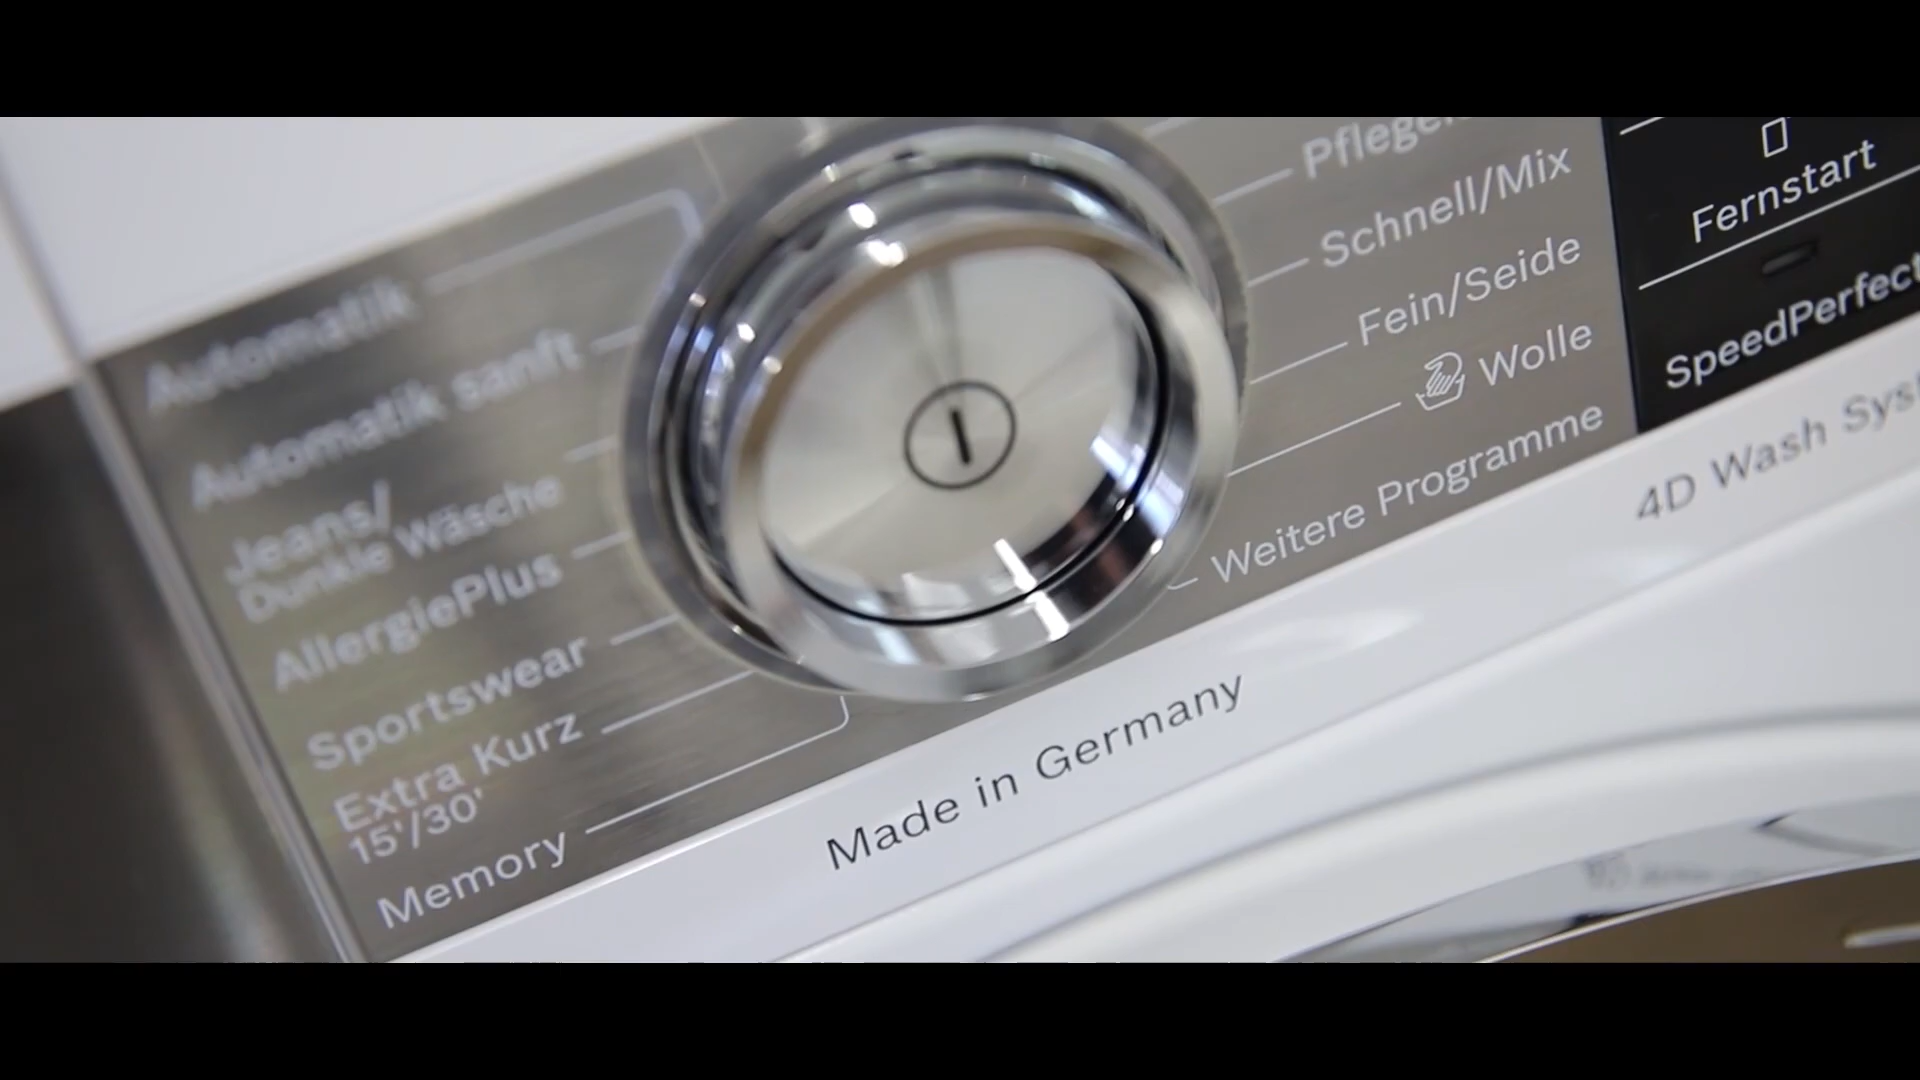 Automatik
Automatik sanft
Jeans/
Dunkle Wäsche
AllergiePlus
Sportswear
Extra Kurz
15'/30'
Memory
Schnell/Mix
Fein/Seide
Wolle
Weitere Programme
Fernstart
SpeedPerfect
4D Wash
Made in Germany